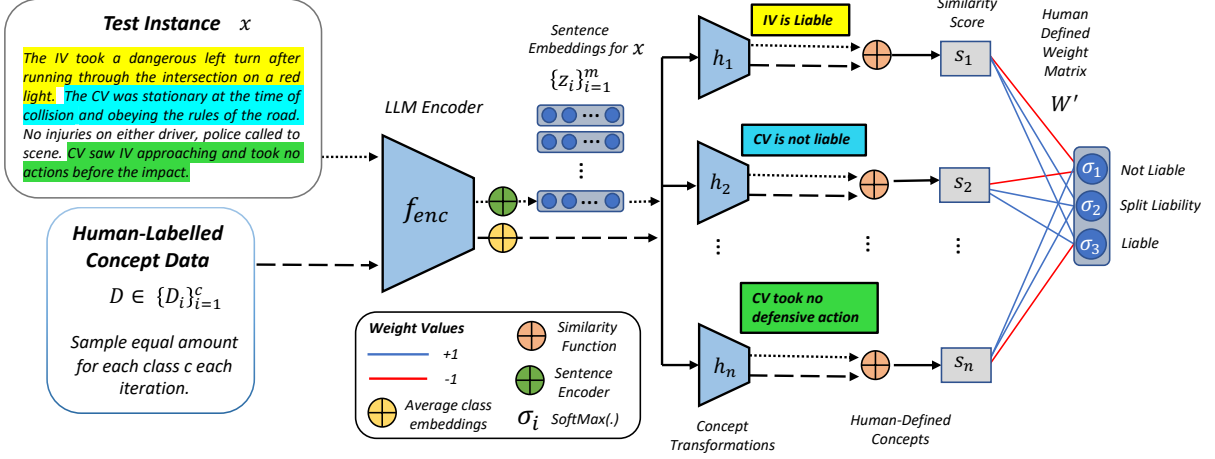 Test Instance x
The IV took a dangerous left turn after
running through the intersection on a red
light. The CV was stationary at the time of
collision and obeying the rules of the road.
No injuries on either driver, police called to
scene. CV saw IV approaching and took no
actions before the impact.
Human-Labelled
Concept Data
D ∈ {D_i}_{i=1}^c
Sample equal amount
for each class c each
iteration.
LLM Encoder
f_enc
Sentence
Embeddings for x
{z_i}_{i=1}^m
Weight Values
+1
-1
Average class
embeddings
Similarity
Function
Sentence
Encoder
σ_i SoftMax(.)
IV is Liable
h_1
CV is not liable
h_2
CV took no
defensive action
h_n
Concept
Transformations
Human-Defined
Concepts
Similarity
Score
s_1
s_2
s_n
Human
Defined
Weight
Matrix
W'
σ_1 Not Liable
σ_2 Split Liability
σ_3 Liable